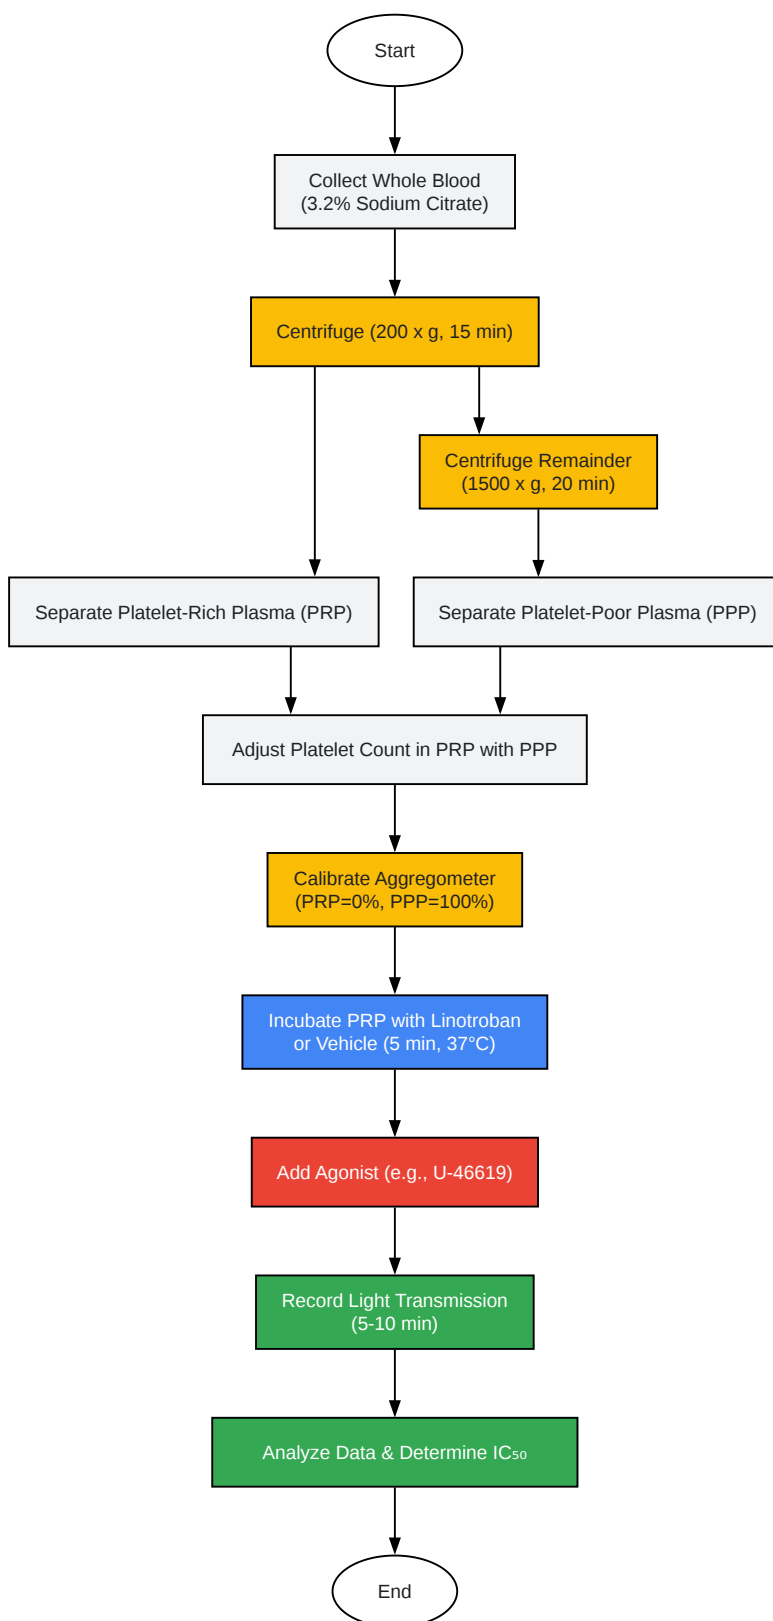 Start
Collect Whole Blood
(3.2% Sodium Citrate)
Centrifuge (200 x g, 15 min)
Centrifuge Remainder
(1500 x g, 20 min)
Separate Platelet-Rich Plasma (PRP)
Separate Platelet-Poor Plasma (PPP)
Adjust Platelet Count in PRP with PPP
Calibrate Aggregometer
(PRP=0%, PPP=100%)
Incubate PRP with Linotroban
or Vehicle (5 min, 37°C)
Add Agonist (e.g., U-46619)
Record Light Transmission
(5-10 min)
Analyze Data & Determine IC₅₀
End